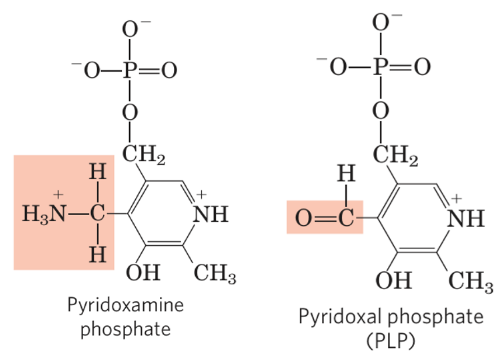 O⁻
⁻O—P=O
O
CH₂
H
H₃N⁺—C—
H
⁺NH
OH
CH₃
Pyridoxamine
phosphate
O⁻
⁻O—P=O
O
CH₂
H
O=C
⁺NH
OH
CH₃
Pyridoxal phosphate
(PLP)